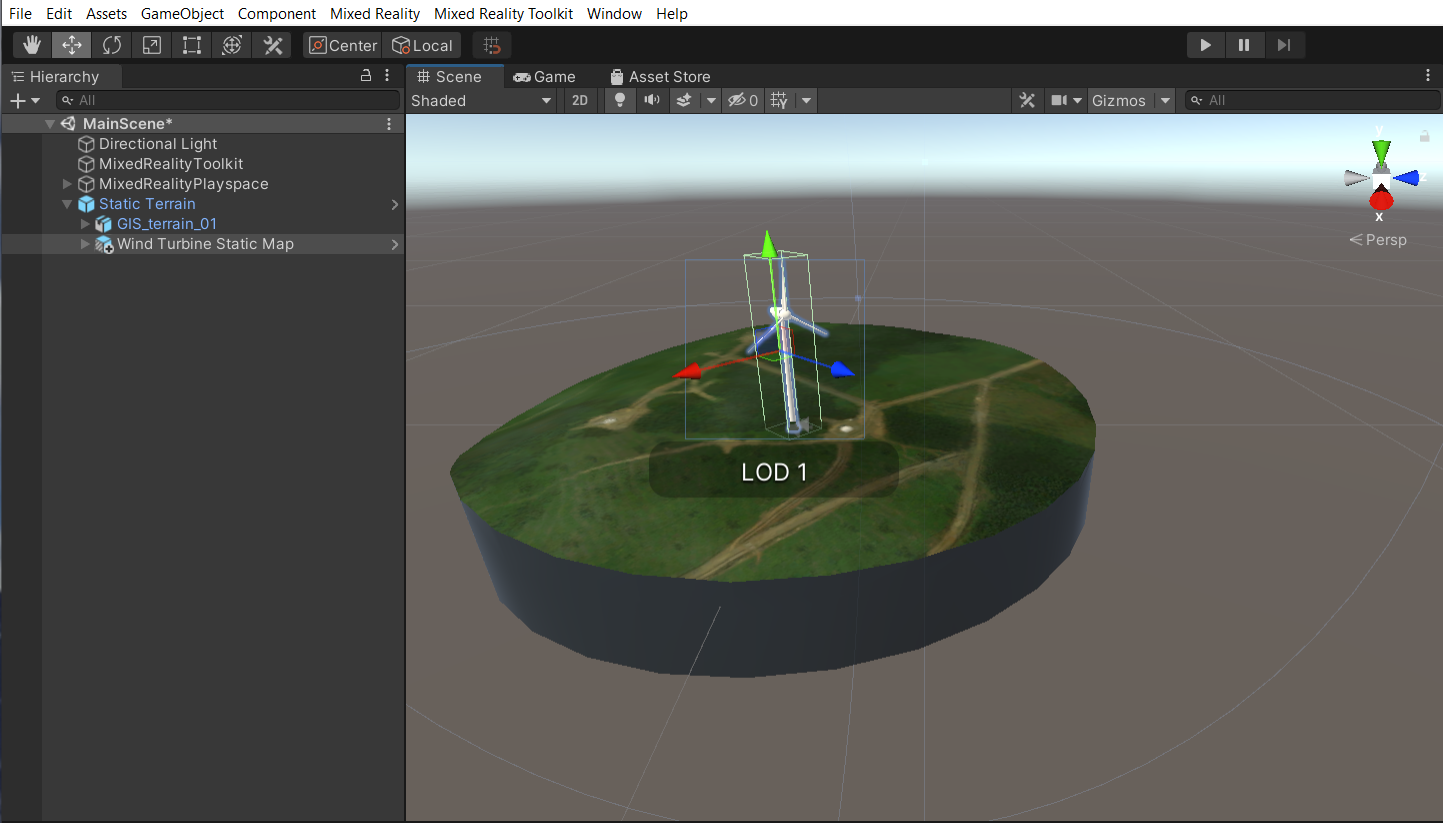 File Edit Assets GameObject Component Mixed Reality Mixed Reality Toolkit Window Help
Center Local
Hierarchy
All
MainScene*
Directional Light
MixedRealityToolkit
MixedRealityPlayspace
Static Terrain
GIS_terrain_01
Wind Turbine Static Map
Scene Game Asset Store
Shaded 2D 0 Gizmos All
y
x
Persp
LOD 1